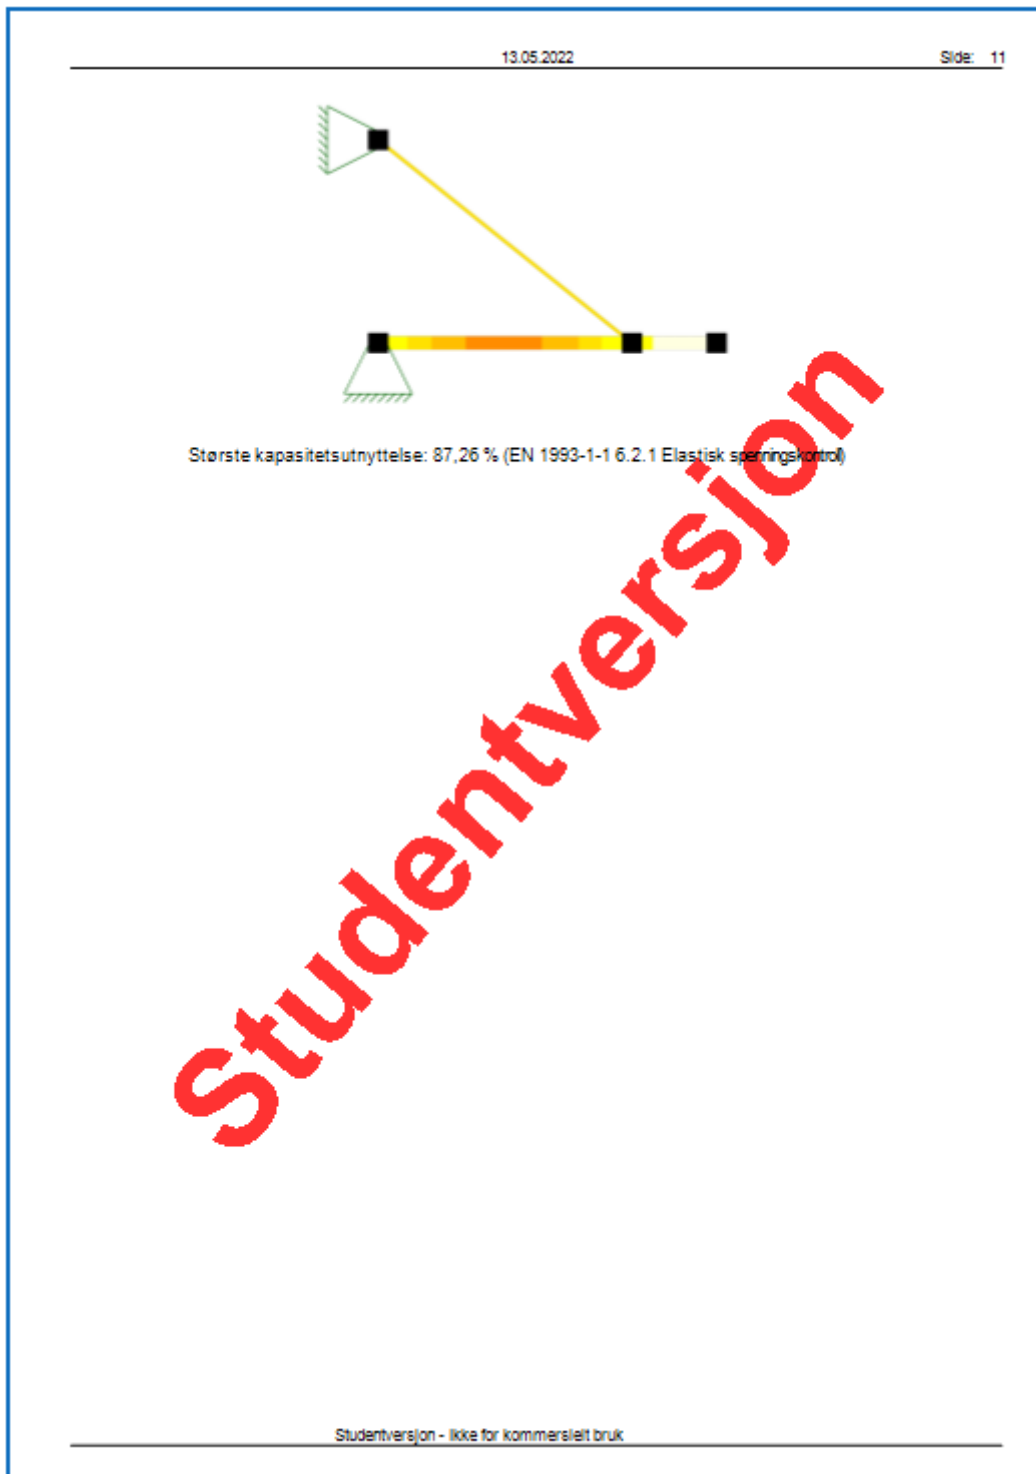 13.05.2022 Side: 11
Største kapasitetsutnyttelse: 87,26 % (EN 1993-1-1 6.2.1 Elastisk spenningskontroll)
Studentversjon
Studentversjon - Ikke for kommersielt bruk